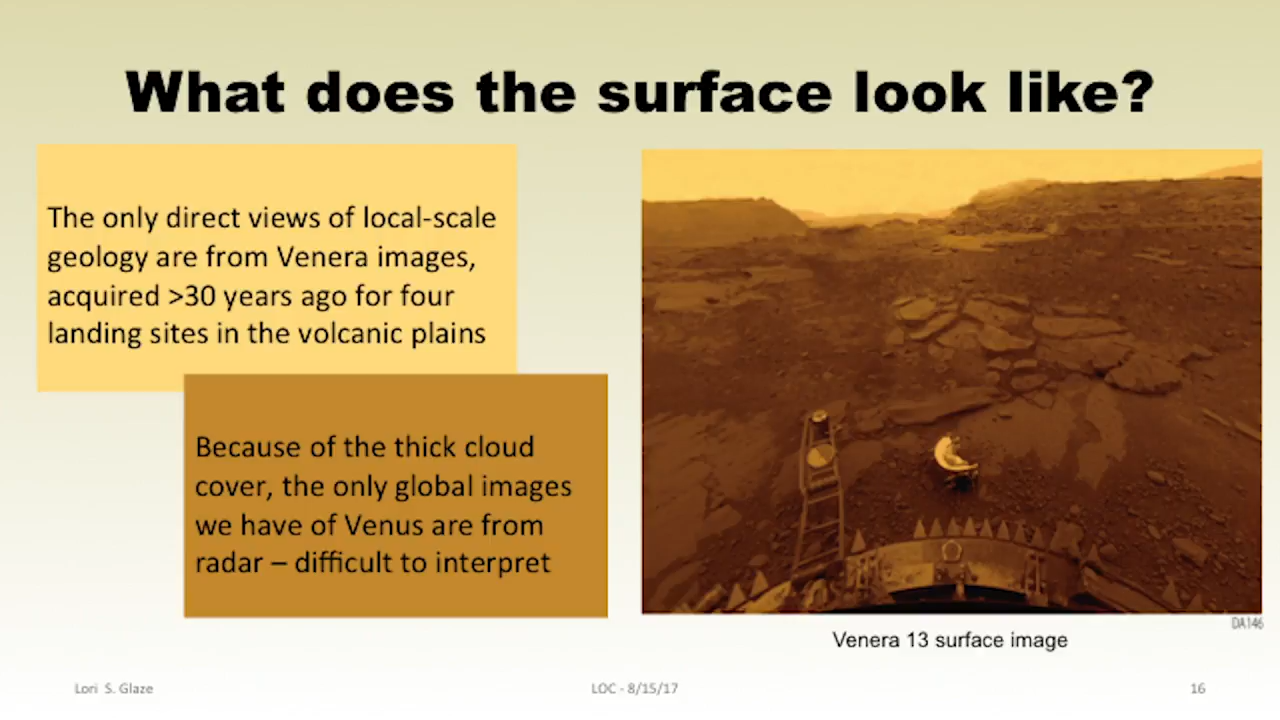 What does the surface look like?
The only direct views of local-scale
geology are from Venera images,
acquired >30 years ago for four
landing sites in the volcanic plains
Because of the thick cloud
cover, the only global images
we have of Venus are from
radar – difficult to interpret
DA146
Venera 13 surface image
Lori S. Glaze
LOC - 8/15/17
16